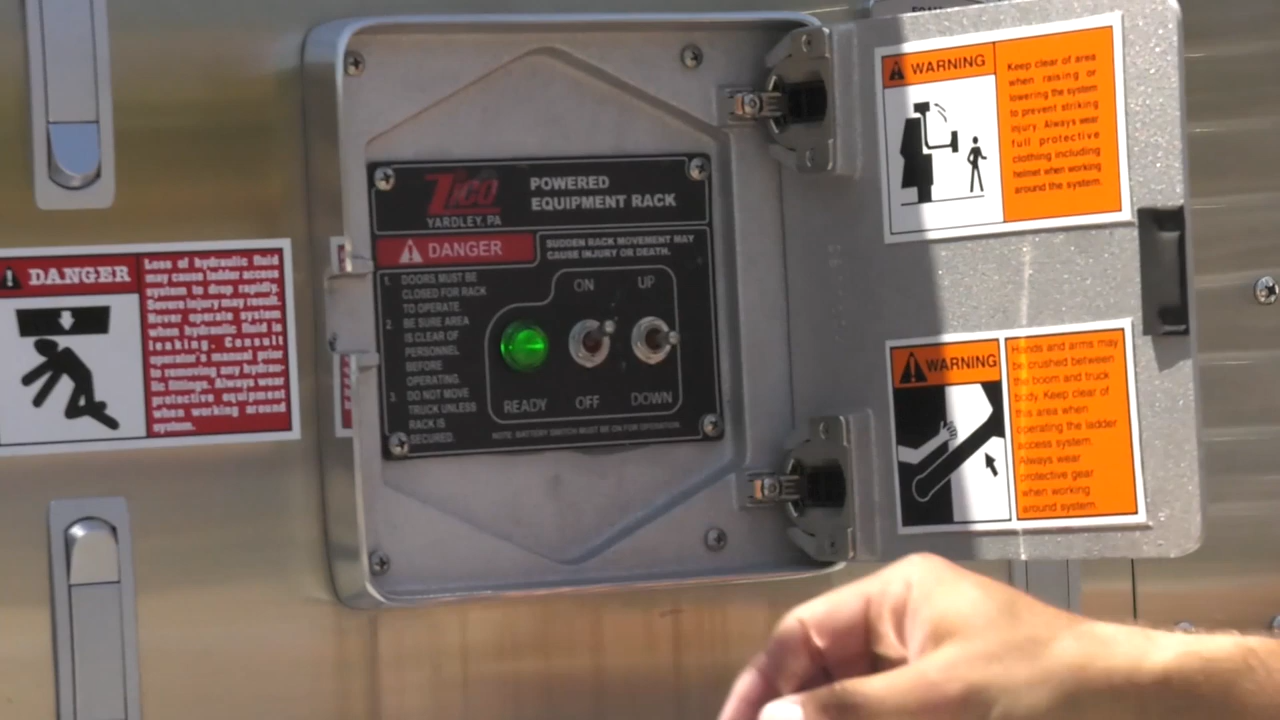 DANGER
Loss of hydraulic fluid
may cause ladder access
system to drop rapidly.
Severe injury may result.
Never operate system
when hydraulic fluid is
leaking. Consult
operator's manual prior
to removing any hydrau-
lic fittings. Always wear
protective equipment
when working around
system.
ZICO
YARDLEY, PA
POWERED
EQUIPMENT RACK
DANGER
SUDDEN RACK MOVEMENT MAY
CAUSE INJURY OR DEATH.
1. DOORS MUST BE
CLOSED FOR RACK
TO OPERATE.
2. BE SURE AREA
IS CLEAR OF
PERSONNEL
BEFORE
OPERATING.
3. DO NOT MOVE
TRUCK UNLESS
RACK IS
SECURED.
ON
UP
READY
OFF
DOWN
NOTE: BATTERY SWITCH MUST BE ON FOR OPERATION
WARNING
Keep clear of area
when raising or
lowering the system
to prevent striking
injury. Always wear
full protective
clothing including
helmet when working
around the system.
WARNING
Hands and arms may
be crushed between
the boom and truck
body. Keep clear of
this area when
operating the ladder
access system.
Always wear
protective gear
when working
around system.